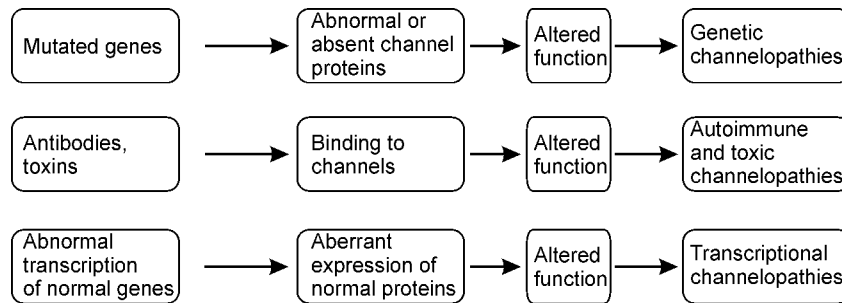 Mutated genes
Abnormal or
absent channel
proteins
Altered
function
Genetic
channelopathies
Antibodies,
toxins
Binding to
channels
Altered
function
Autoimmune
and toxic
channelopathies
Abnormal
transcription
of normal genes
Aberrant
expression of
normal proteins
Altered
function
Transcriptional
channelopathies